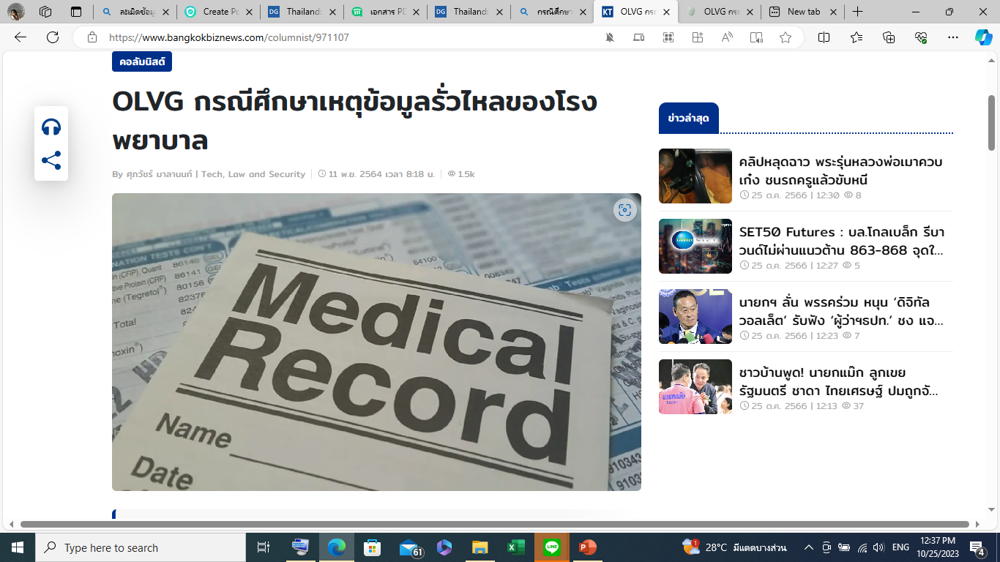 ละเมิดข้อมู
Create Po
Thailand:
เอกสาร PD
Thailand:
กรณีศึกษา
OLVG กรถ
OLVG กรถ
New tab
https://www.bangkokbiznews.com/columnist/971107
คอลัมนิสต์
OLVG กรณีศึกษาเหตุข้อมูลรั่วไหลของโรง
พยาบาล
By ศุภวัชร์ มาลานนท์ | Tech, Law and Security
11 พ.ย. 2564 เวลา 8:18 น.
1.5k
Medical
Record
Name
Date
(CRP), Quant
86140
86141
80156
(Tegretol®)
Total
84100
ข่าวล่าสุด
คลิปหลุดฉาว พระรุ่นหลวงพ่อเมาควบ
เก๋ง ชนรถครูแล้วขับหนี
25 ต.ค. 2566 | 12:30 8
SET50 Futures : บล.โกลเบล็ก รีบา
วนด์ไม่ผ่านแนวต้าน 863-868 จุดใ...
25 ต.ค. 2566 | 12:27 5
นายกฯ ลั่น พรรคร่วม หนุน ‘ดิจิทัล
วอลเล็ต’ รับฟัง ‘ผู้ว่าฯธปท.’ ชง แจ...
25 ต.ค. 2566 | 12:23 7
ชาวบ้านพูด! นายกแม๊ก ลูกเขย
รัฐมนตรี ชาดา ไทยเศรษฐ์ ปมถูกจั...
25 ต.ค. 2566 | 12:13 37
Type here to search
61
28°C มีแดดบางส่วน
ENG
12:37 PM
10/25/2023
4